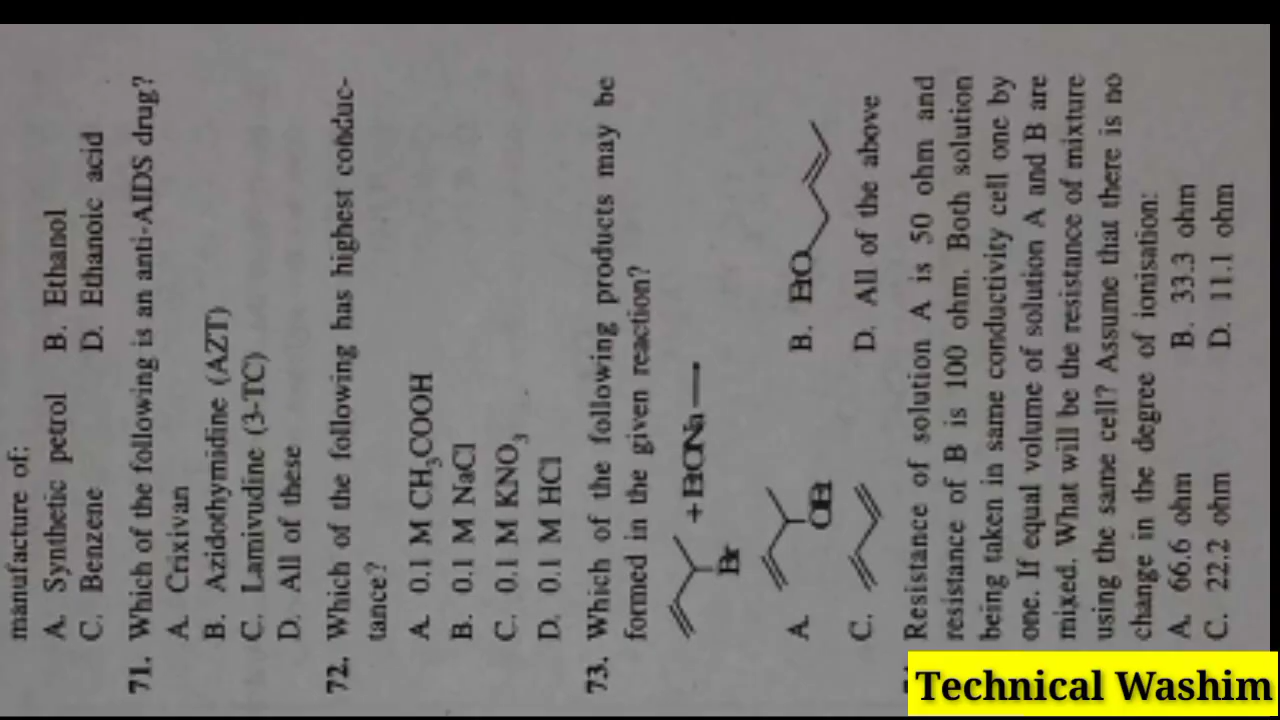 manufacture of:
A. Synthetic petrol B. Ethanol
C. Benzene D. Ethanoic acid
71. Which of the following is an anti-AIDS drug?
A. Crixivan
B. Azidothymidine (AZT)
C. Lamivudine (3-TC)
D. All of these
72. Which of the following has highest conduc-
tance?
A. 0.1 M CH₃COOH
B. 0.1 M NaCl
C. 0.1 M KNO₃
D. 0.1 M HCl
73. Which of the following products may be
formed in the given reaction?
Br + EtONa
A. OEt B. EtO
C. D. All of the above
Resistance of solution A is 50 ohm and
resistance of B is 100 ohm. Both solution
being taken in same conductivity cell one by
one. If equal volume of solution A and B are
mixed. What will be the resistance of mixture
using the same cell? Assume that there is no
change in the degree of ionisation:
A. 66.6 ohm B. 33.3 ohm
C. 22.2 ohm D. 11.1 ohm
Technical Washim